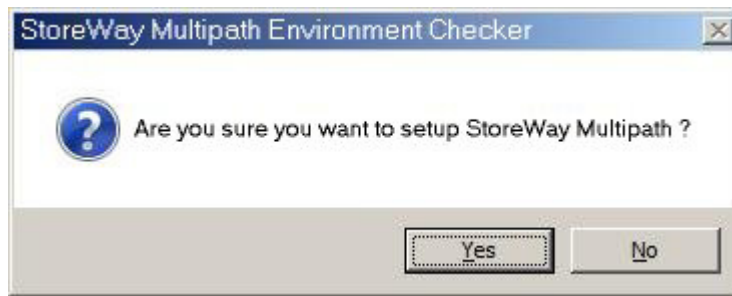 StoreWay Multipath Environment Checker
Are you sure you want to setup StoreWay Multipath ?
Yes
No